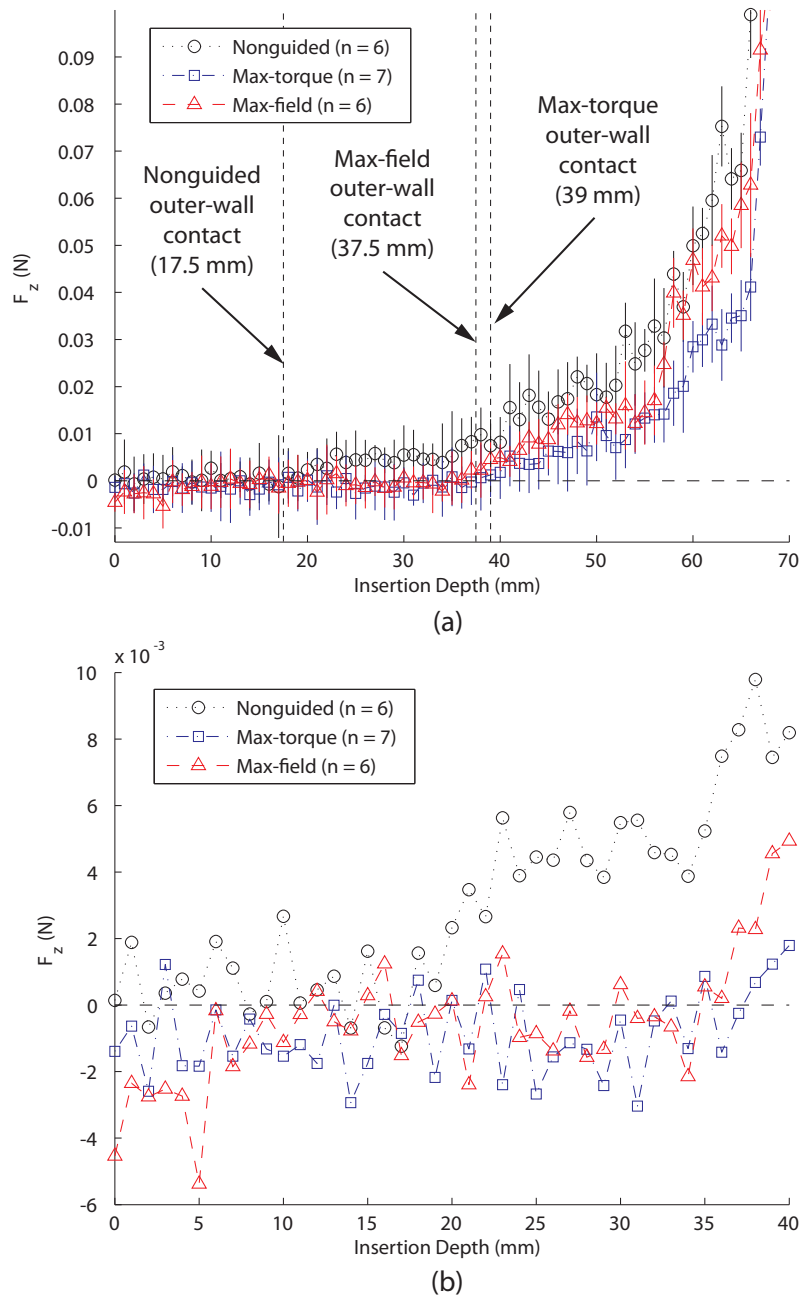 0.09
0.08
0.07
0.06
0.05
0.04
0.03
0.02
0.01
0
-0.01
F_z (N)
Nonguided (n = 6)
Max-torque (n = 7)
Max-field (n = 6)
Nonguided
outer-wall
contact
(17.5 mm)
Max-field
outer-wall
contact
(37.5 mm)
Max-torque
outer-wall
contact
(39 mm)
0 10 20 30 40 50 60 70
Insertion Depth (mm)
(a)
x 10^-3
10
8
6
4
2
0
-2
-4
-6
F_z (N)
Nonguided (n = 6)
Max-torque (n = 7)
Max-field (n = 6)
0 5 10 15 20 25 30 35 40
Insertion Depth (mm)
(b)